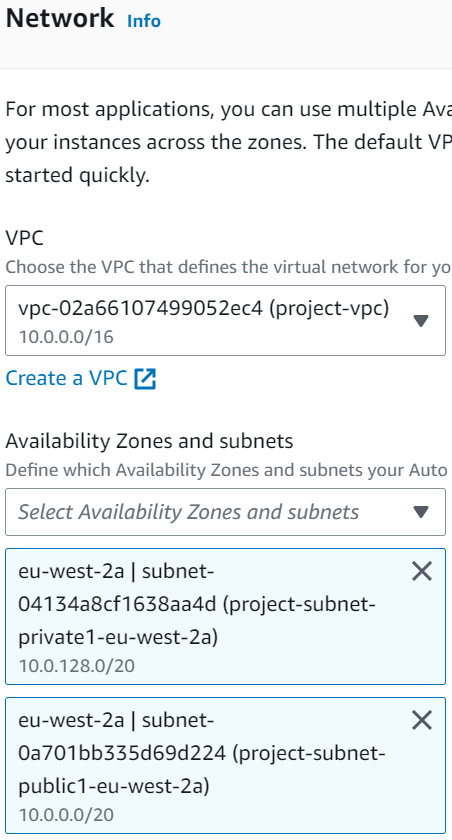 Network Info
For most applications, you can use multiple Ava
your instances across the zones. The default VP
started quickly.
VPC
Choose the VPC that defines the virtual network for yo
vpc-02a66107499052ec4 (project-vpc)
10.0.0.0/16
Create a VPC
Availability Zones and subnets
Define which Availability Zones and subnets your Auto
Select Availability Zones and subnets
eu-west-2a | subnet-
04134a8cf1638aa4d (project-subnet-
private1-eu-west-2a)
10.0.128.0/20
eu-west-2a | subnet-
0a701bb335d69d224 (project-subnet-
public1-eu-west-2a)
10.0.0.0/20